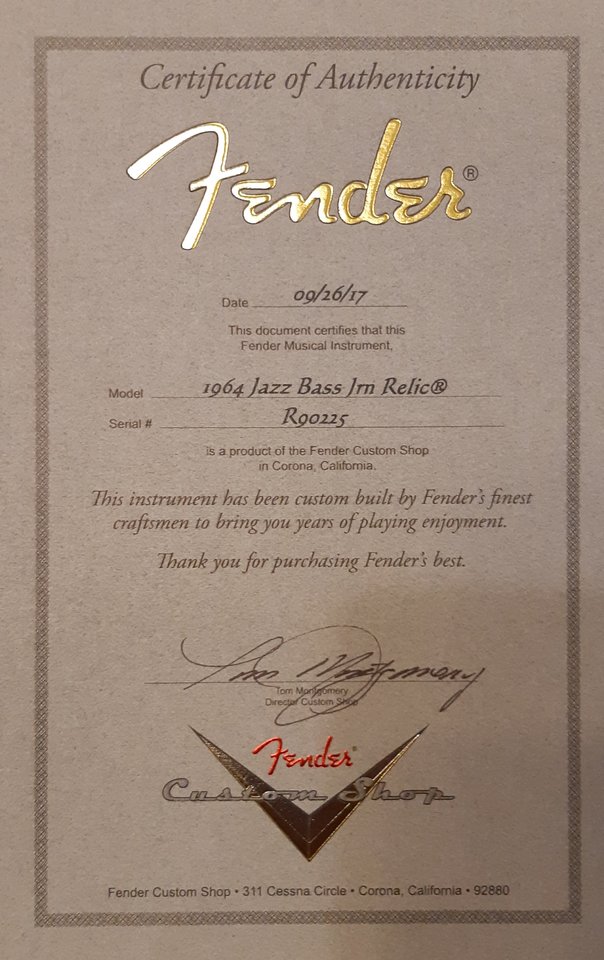 Certificate of Authenticity
Fender®
Date 09/26/17
This document certifies that this
Fender Musical Instrument,
Model 1964 Jazz Bass Jrn Relic®
Serial # R90225
is a product of the Fender Custom Shop
in Corona, California.
This instrument has been custom built by Fender's finest
craftsmen to bring you years of playing enjoyment.
Thank you for purchasing Fender's best.
Tom Montgomery
Tom Montgomery
Director Custom Shop
Fender®
Custom Shop
Fender Custom Shop • 311 Cessna Circle • Corona, California • 92880